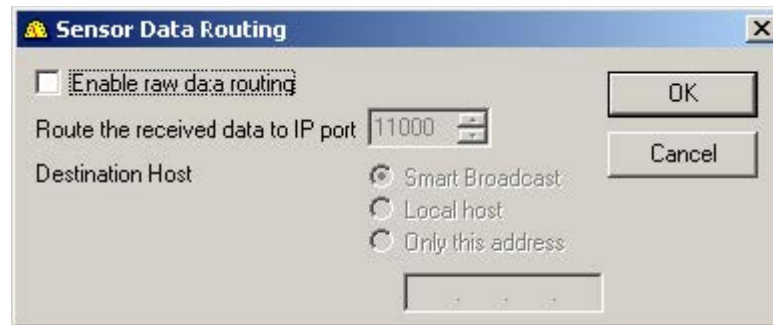 Sensor Data Routing
Enable raw data routing
OK
Route the received data to IP port 11000
Cancel
Destination Host
Smart Broadcast
Local host
Only this address
. . .